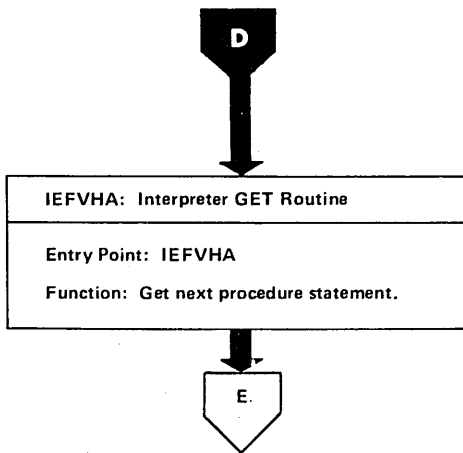 D
IEFVHA: Interpreter GET Routine
Entry Point: IEFVHA
Function: Get next procedure statement.
E.